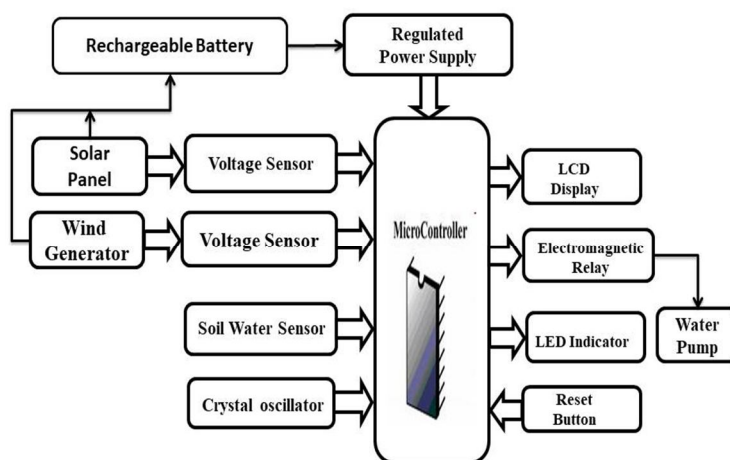 Rechargeable Battery
Regulated
Power Supply
Solar
Panel
Voltage Sensor
LCD
Display
Wind
Generator
Voltage Sensor
MicroController
Electromagnetic
Relay
Soil Water Sensor
LED Indicator
Water
Pump
Crystal oscillator
Reset
Button